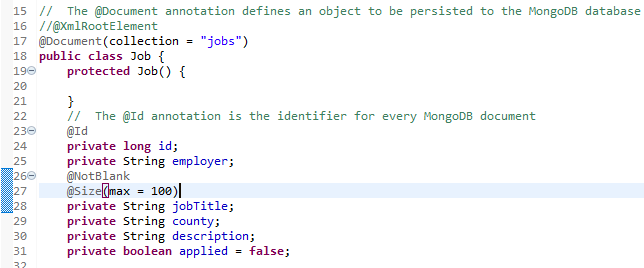 15 //  The @Document annotation defines an object to be persisted to the MongoDB database
16 //@XmlRootElement
17 @Document(collection = "jobs")
18 public class Job {
19 protected Job() {
20
21 }
22 //  The @Id annotation is the identifier for every MongoDB document
23 @Id
24 private long id;
25 private String employer;
26 @NotBlank
27 @Size(max = 100)
28 private String jobTitle;
29 private String county;
30 private String description;
31 private boolean applied = false;
32